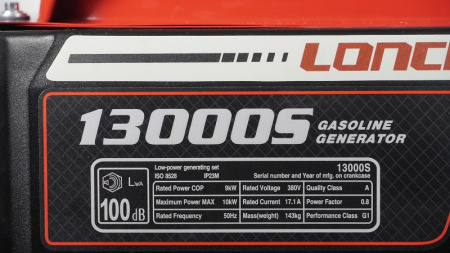 LONCI
13000S GASOLINE
GENERATOR
Low-power generating set 13000S
ISO 8528 IP23M Serial number and Year of mfg. on crankcase
LWA
100 dB
Rated Power COP 9kW Rated Voltage 380V Quality Class A
Maximum Power MAX 10kW Rated Current 17.1A Power Factor 0.8
Rated Frequency 50Hz Mass(weight) 143kg Performance Class G1